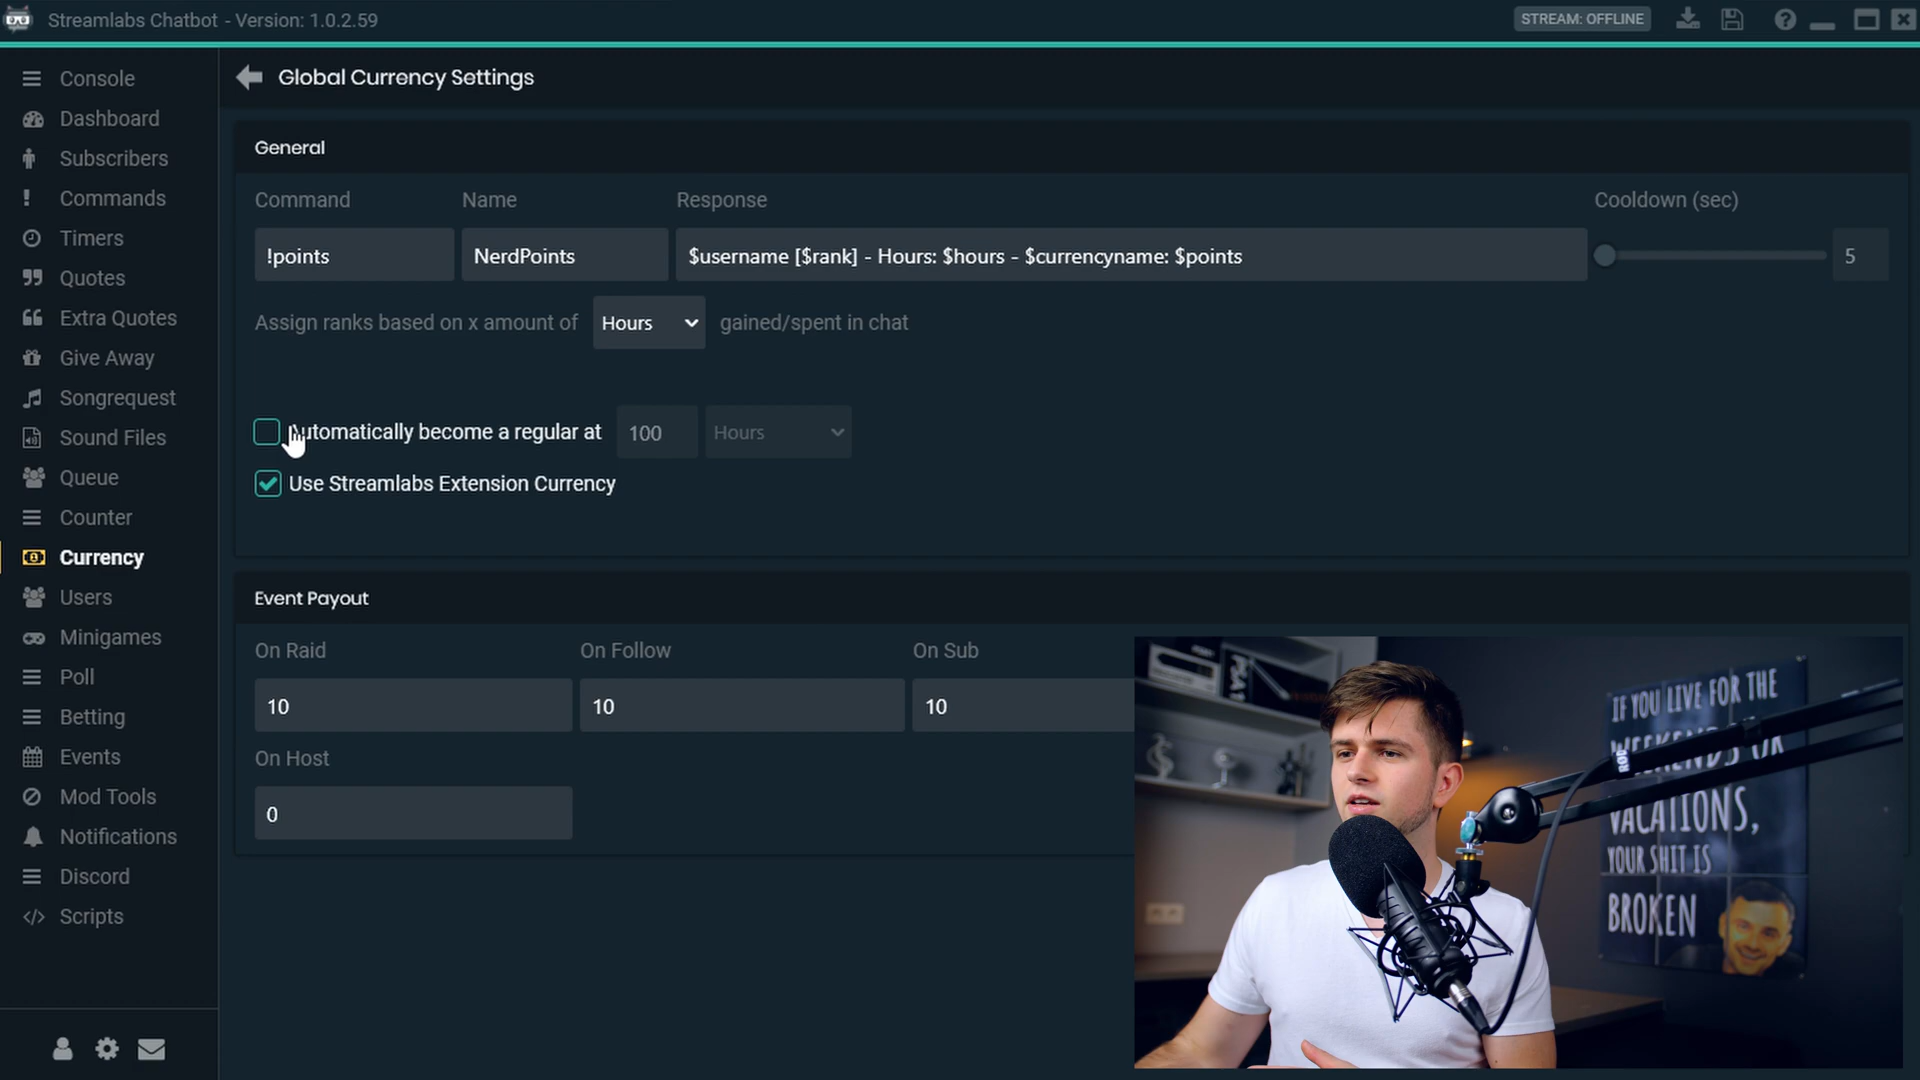 Streamlabs Chatbot - Version: 1.0.2.59
STREAM: OFFLINE
Console
Dashboard
Subscribers
Commands
Timers
Quotes
Extra Quotes
Give Away
Songrequest
Sound Files
Queue
Counter
Currency
Users
Minigames
Poll
Betting
Events
Mod Tools
Notifications
Discord
Scripts
Global Currency Settings
General
Command Name Response Cooldown (sec)
!points NerdPoints $username [$rank] - Hours: $hours - $currencyname: $points 5
Assign ranks based on x amount of Hours gained/spent in chat
Automatically become a regular at 100 Hours
Use Streamlabs Extension Currency
Event Payout
On Raid On Follow On Sub
10 10 10
On Host
0
IF YOU LIVE FOR THE
WEEKENDS OR
VACATIONS,
YOUR SHIT IS
BROKEN